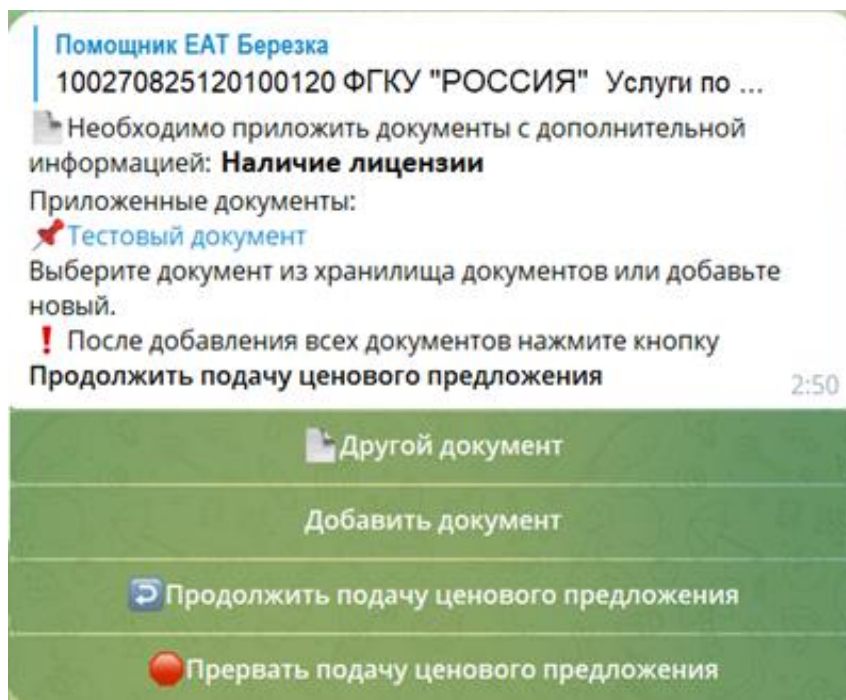 Помощник ЕАТ Березка
100270825120100120 ФГКУ "РОССИЯ" Услуги по ...
Необходимо приложить документы с дополнительной
информацией: Наличие лицензии
Приложенные документы:
Тестовый документ
Выберите документ из хранилища документов или добавьте
новый.
❗ После добавления всех документов нажмите кнопку
Продолжить подачу ценового предложения
2:50
Другой документ
Добавить документ
Продолжить подачу ценового предложения
Прервать подачу ценового предложения